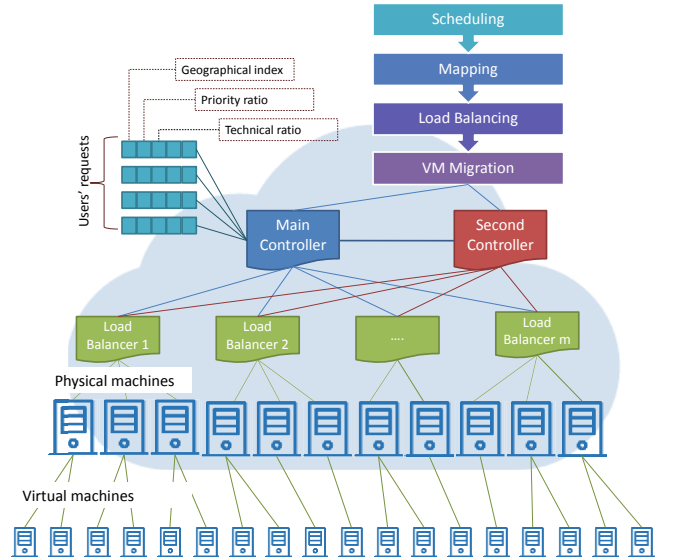 Scheduling
Mapping
Load Balancing
VM Migration
Geographical index
Priority ratio
Technical ratio
Users' requests
Main
Controller
Second
Controller
Load
Balancer 1
Load
Balancer 2
....
Load
Balancer m
Physical machines
Virtual machines